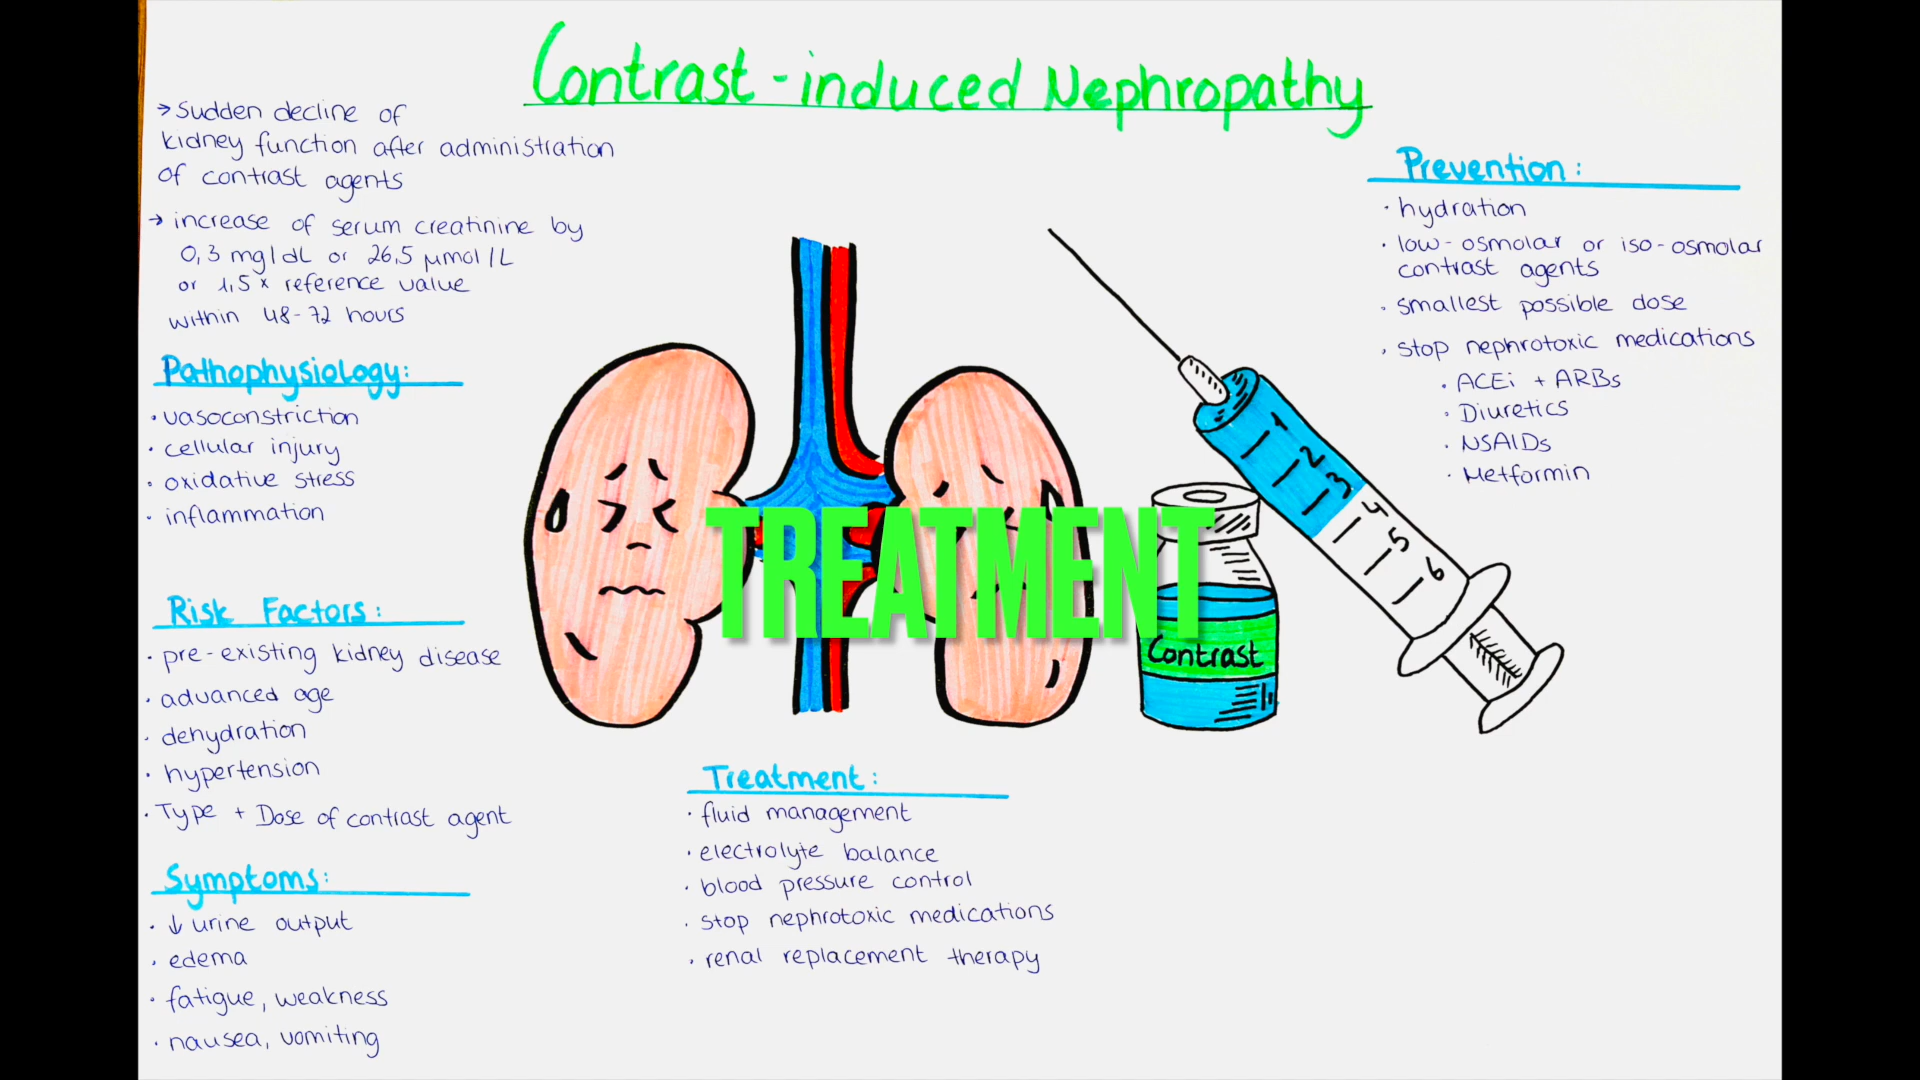 Contrast-induced Nephropathy
→ Sudden decline of
kidney function after administration
of contrast agents
→ increase of serum creatinine by
0,3 mg/dL or 26,5 µmol/L
or 1,5x reference value
within 48-72 hours
Pathophysiology:
· vasoconstriction
· cellular injury
· oxidative stress
· inflammation
Risk Factors:
· pre-existing kidney disease
· advanced age
· dehydration
· hypertension
· Type + Dose of contrast agent
Symptoms:
· ↓ urine output
· edema
· fatigue, weakness
· nausea, vomiting
TREATMENT
Contrast
1
2
3
5
5
6
Treatment:
· fluid management
· electrolyte balance
· blood pressure control
· stop nephrotoxic medications
· renal replacement therapy
Prevention:
· hydration
· low-osmolar or iso-osmolar
contrast agents
· smallest possible dose
· stop nephrotoxic medications
· ACEi + ARBs
· Diuretics
· NSAIDs
· Metformin